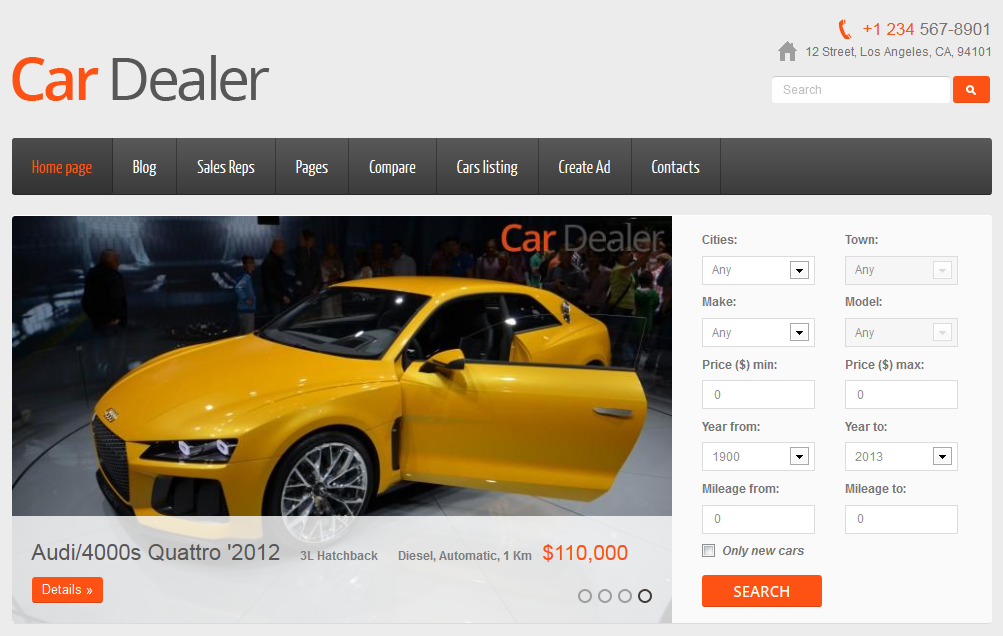 +1 234 567-8901
12 Street, Los Angeles, CA, 94101
Car Dealer
Search
Home page
Blog
Sales Reps
Pages
Compare
Cars listing
Create Ad
Contacts
Car Dealer
Audi/4000s Quattro '2012
3L Hatchback
Diesel, Automatic, 1 Km
$110,000
Details »
Cities:
Town:
Any
Any
Make:
Model:
Any
Any
Price ($) min:
Price ($) max:
0
0
Year from:
Year to:
1900
2013
Mileage from:
Mileage to:
0
0
Only new cars
SEARCH